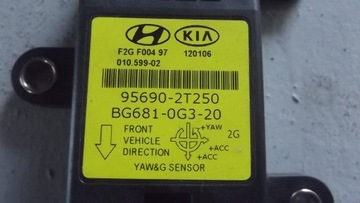 HYUNDAI KIA
F2G F004 97 120106
010.599-02
95690-2T250
BG681-0G3-20
FRONT
VEHICLE
DIRECTION
+YAW
2G
+ACC
+ACC
YAW&G SENSOR